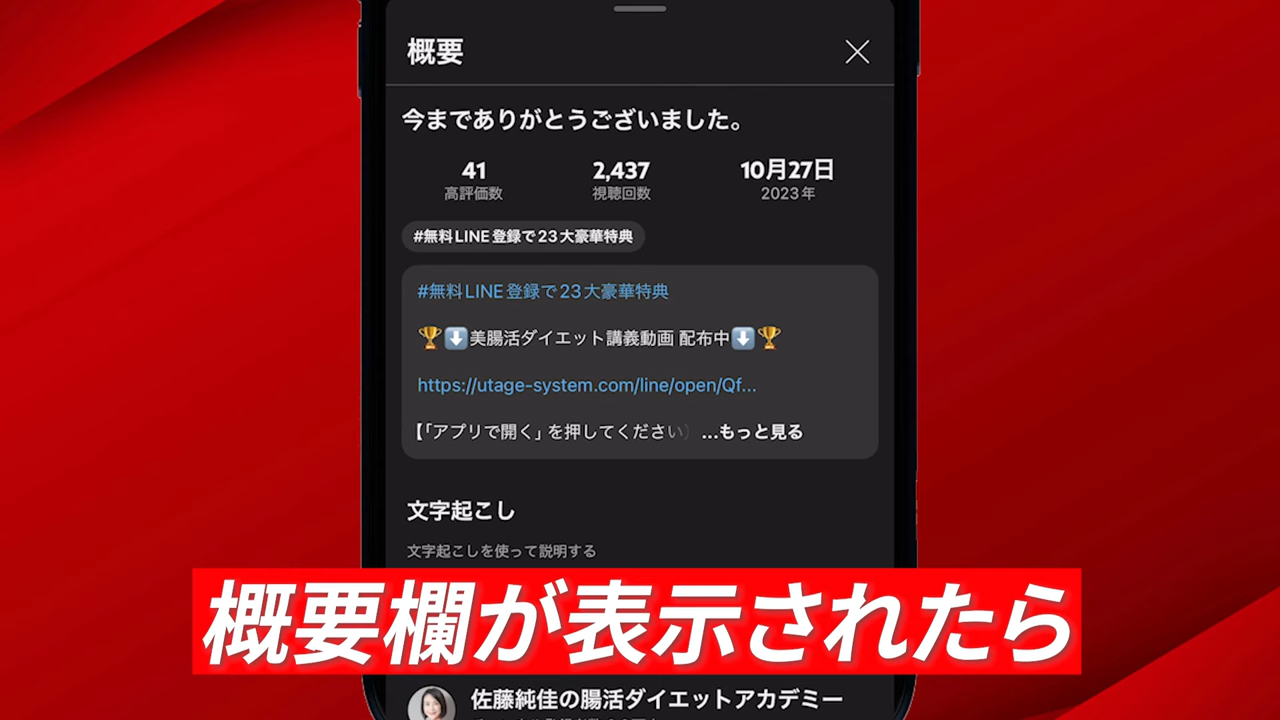 概要
今までありがとうございました。
41 2,437 10月27日
高評価数 視聴回数 2023年
#無料LINE登録で23大豪華特典
#無料LINE登録で23大豪華特典
🏆⬇️美腸活ダイエット講義動画 配布中⬇️🏆
https://utage-system.com/line/open/Qf...
【「アプリで開く」を押してください） ...もっと見る
文字起こし
文字起こしを使って説明する
概要欄が表示されたら
佐藤純佳の腸活ダイエットアカデミー